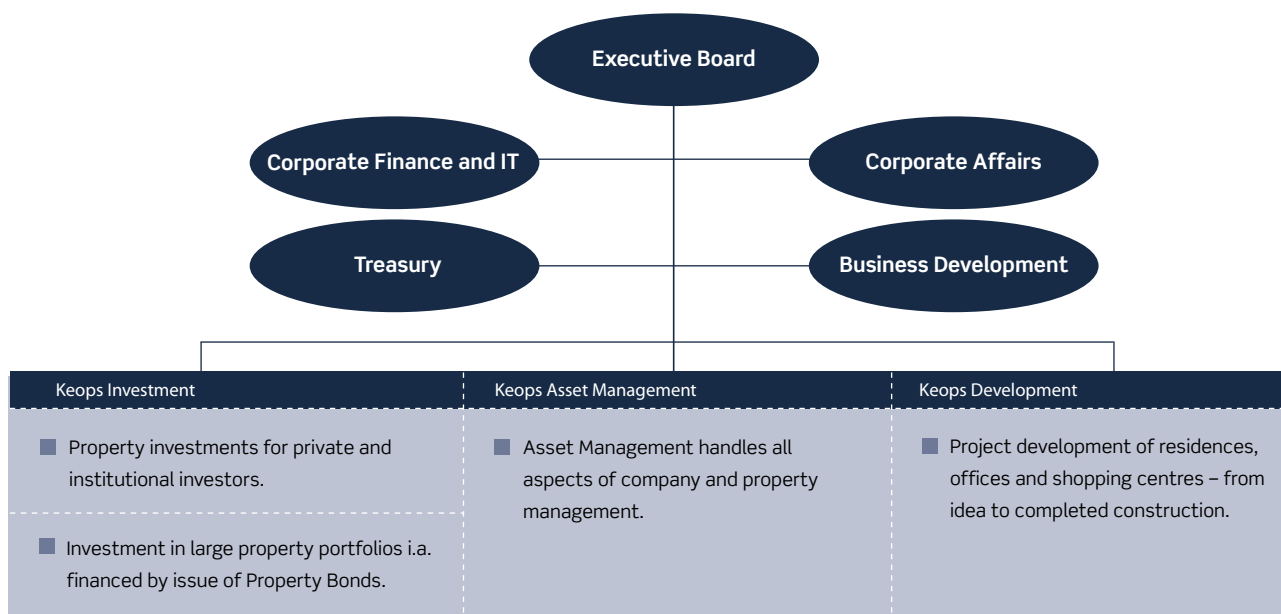 Executive Board
Corporate Finance and IT
Corporate Affairs
Treasury
Business Development
Keops Investment
Keops Asset Management
Keops Development
Property investments for private and
institutional investors.
Investment in large property portfolios i.a.
financed by issue of Property Bonds.
Asset Management handles all
aspects of company and property
management.
Project development of residences,
offices and shopping centres – from
idea to completed construction.